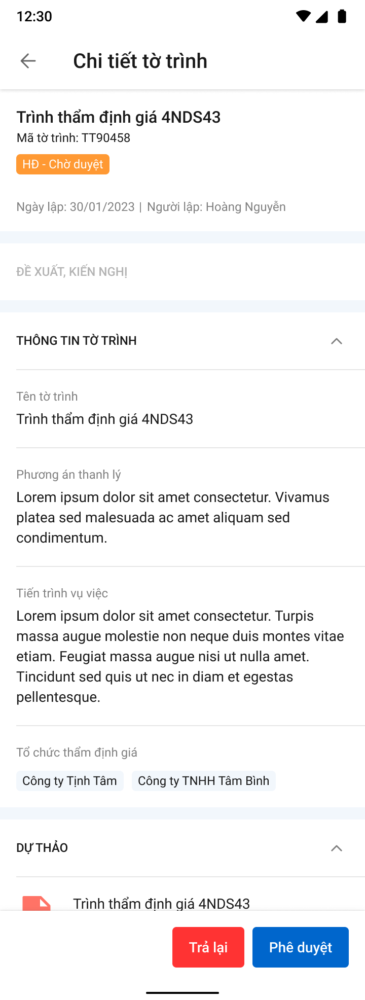 12:30
Chi tiết tờ trình
Trình thẩm định giá 4NDS43
Mã tờ trình: TT90458
HĐ - Chờ duyệt
Ngày lập: 30/01/2023 | Người lập: Hoàng Nguyễn
ĐỀ XUẤT, KIẾN NGHỊ
THÔNG TIN TỜ TRÌNH
Tên tờ trình
Trình thẩm định giá 4NDS43
Phương án thanh lý
Lorem ipsum dolor sit amet consectetur. Vivamus
platea sed malesuada ac amet aliquam sed
condimentum.
Tiến trình vụ việc
Lorem ipsum dolor sit amet consectetur. Turpis
massa augue molestie non neque duis montes vitae
etiam. Feugiat massa augue nisi ut nulla amet.
Tincidunt sed quis ut nec in diam et egestas
pellentesque.
Tổ chức thẩm định giá
Công ty Tịnh Tâm Công ty TNHH Tâm Bình
DỰ THẢO
Trình thẩm định giá 4NDS43
Trả lại Phê duyệt